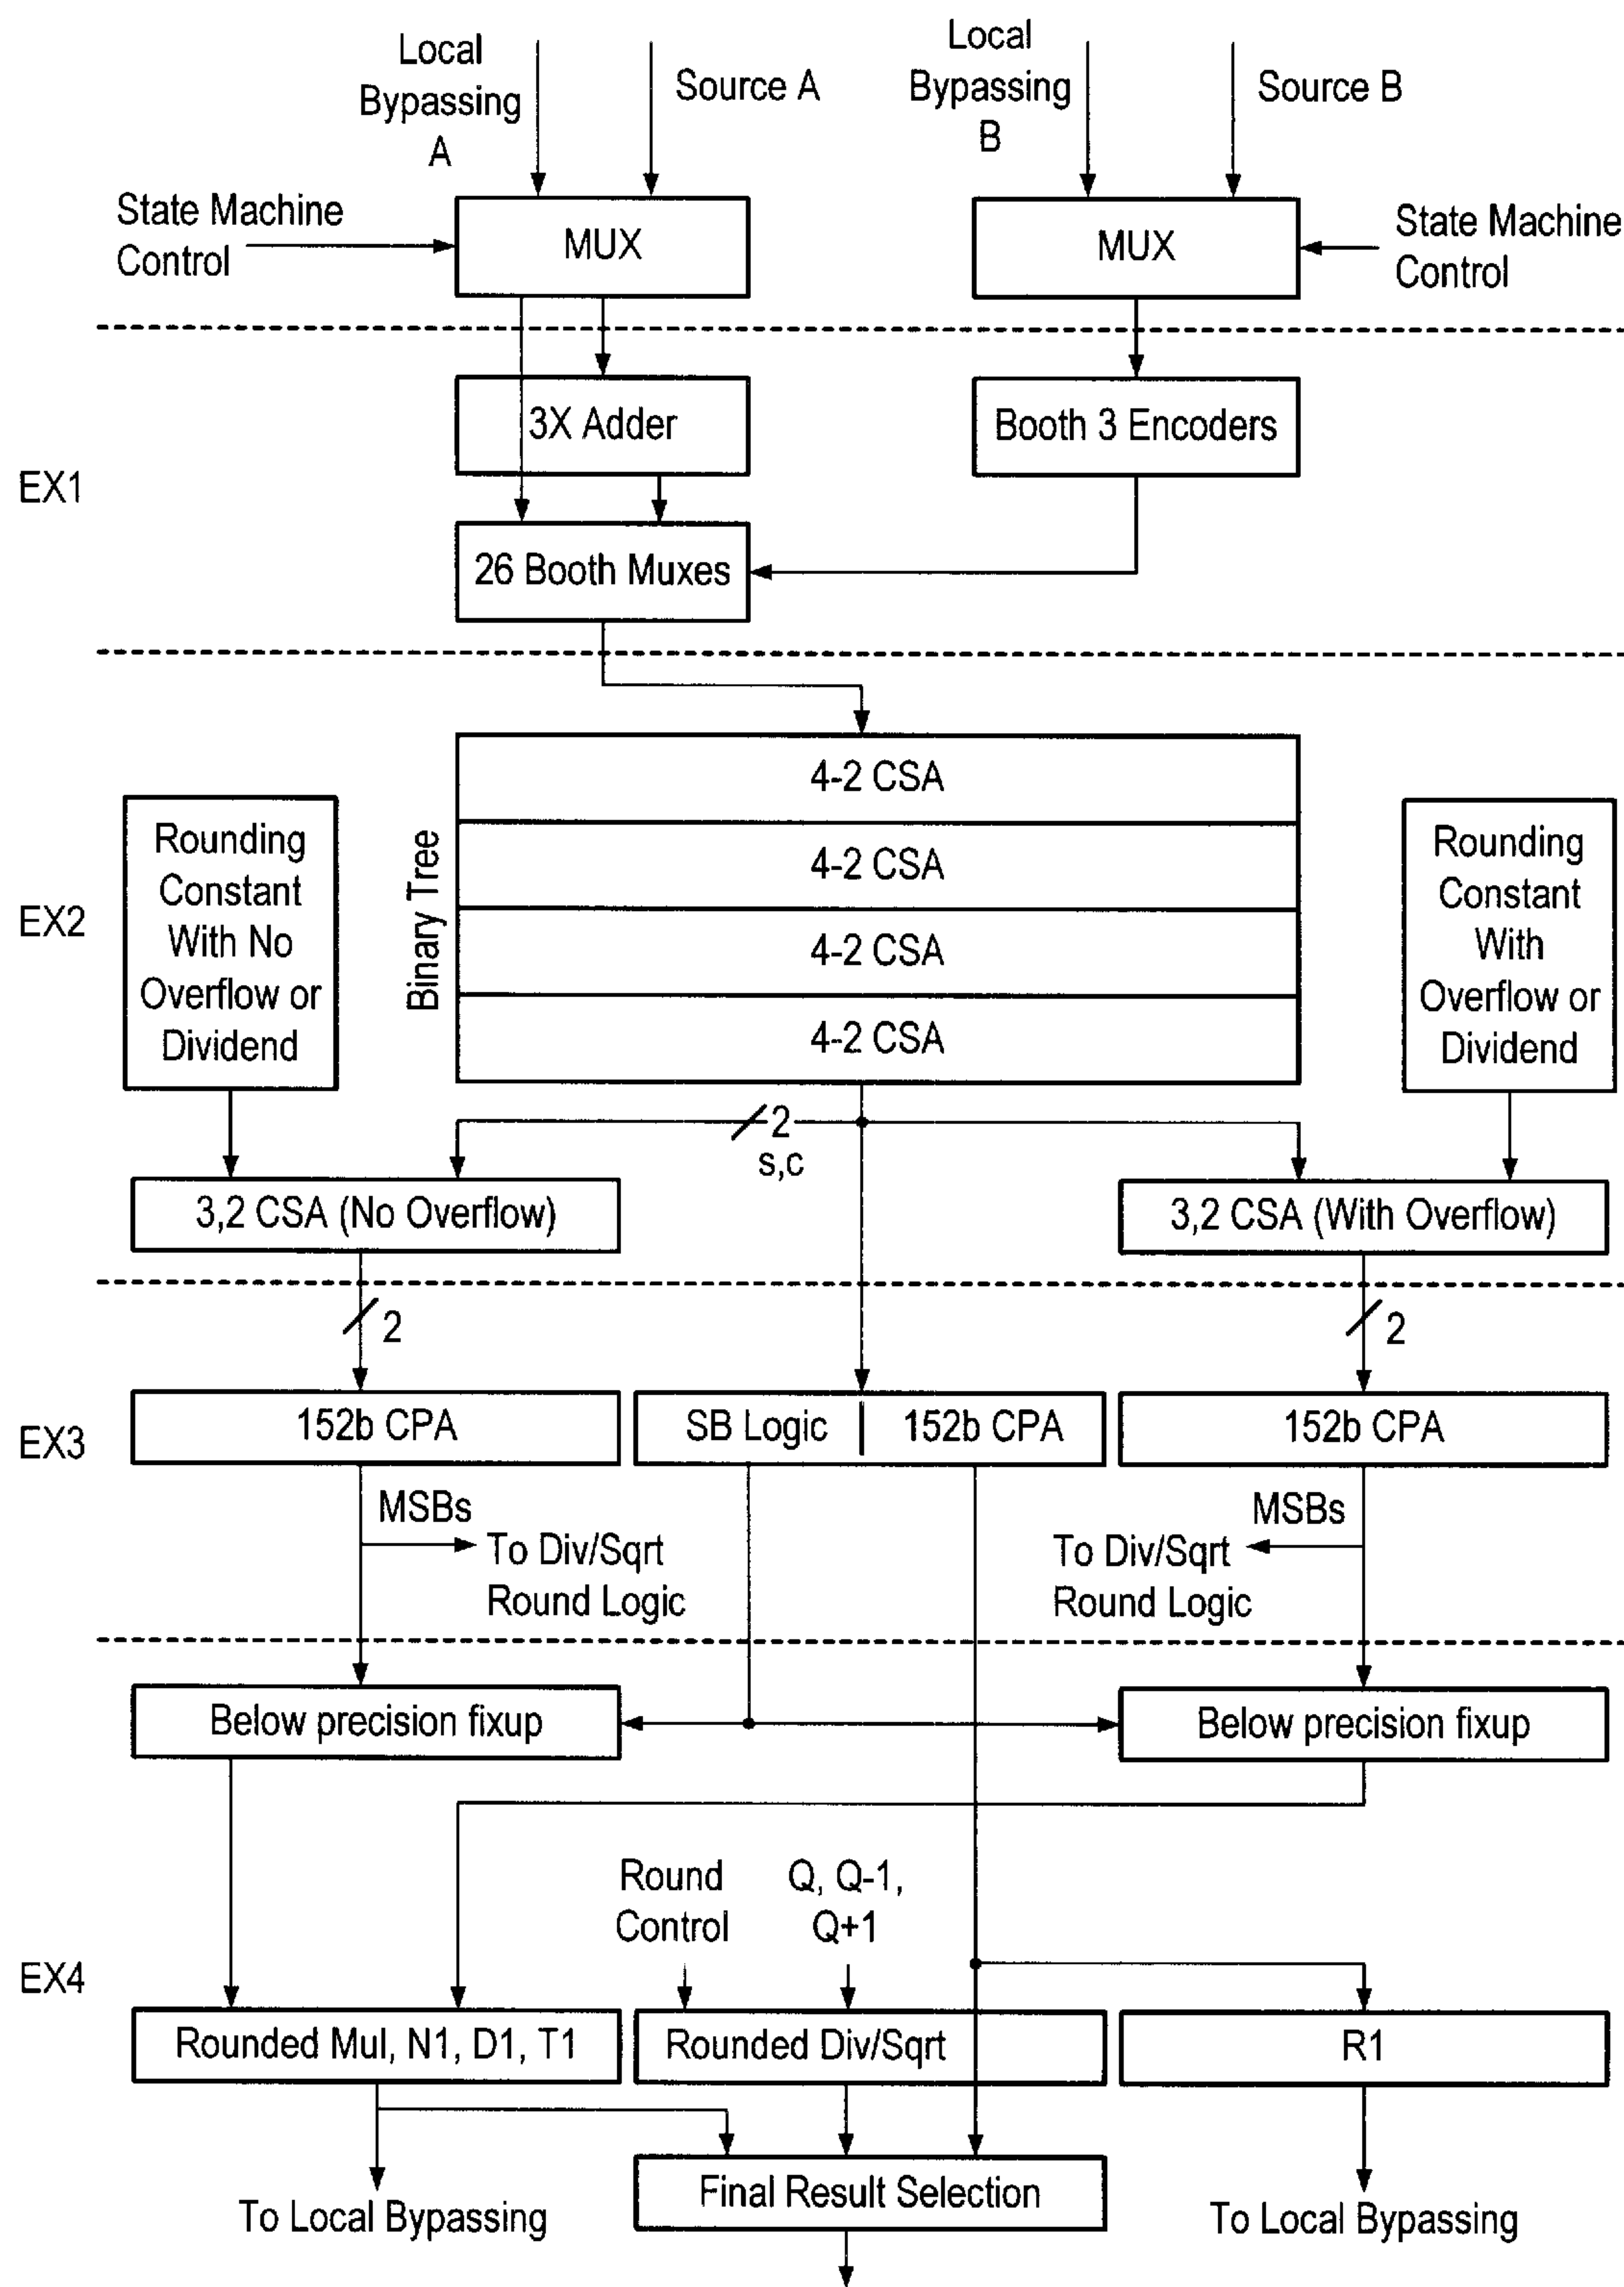 Local
Bypassing
A
Source A
Local
Bypassing
B
Source B
State Machine
Control
MUX
MUX
State Machine
Control
EX1
3X Adder
Booth 3 Encoders
26 Booth Muxes
EX2
Rounding
Constant
With No
Overflow or
Dividend
Binary Tree
4-2 CSA
4-2 CSA
4-2 CSA
4-2 CSA
Rounding
Constant
With
Overflow or
Dividend
2
s,c
3,2 CSA (No Overflow)
3,2 CSA (With Overflow)
2
2
EX3
152b CPA
SB Logic
152b CPA
152b CPA
MSBs
To Div/Sqrt
Round Logic
MSBs
To Div/Sqrt
Round Logic
Below precision fixup
Below precision fixup
EX4
Round
Control
Q, Q-1,
Q+1
Rounded Mul, N1, D1, T1
Rounded Div/Sqrt
R1
Final Result Selection
To Local Bypassing
To Local Bypassing